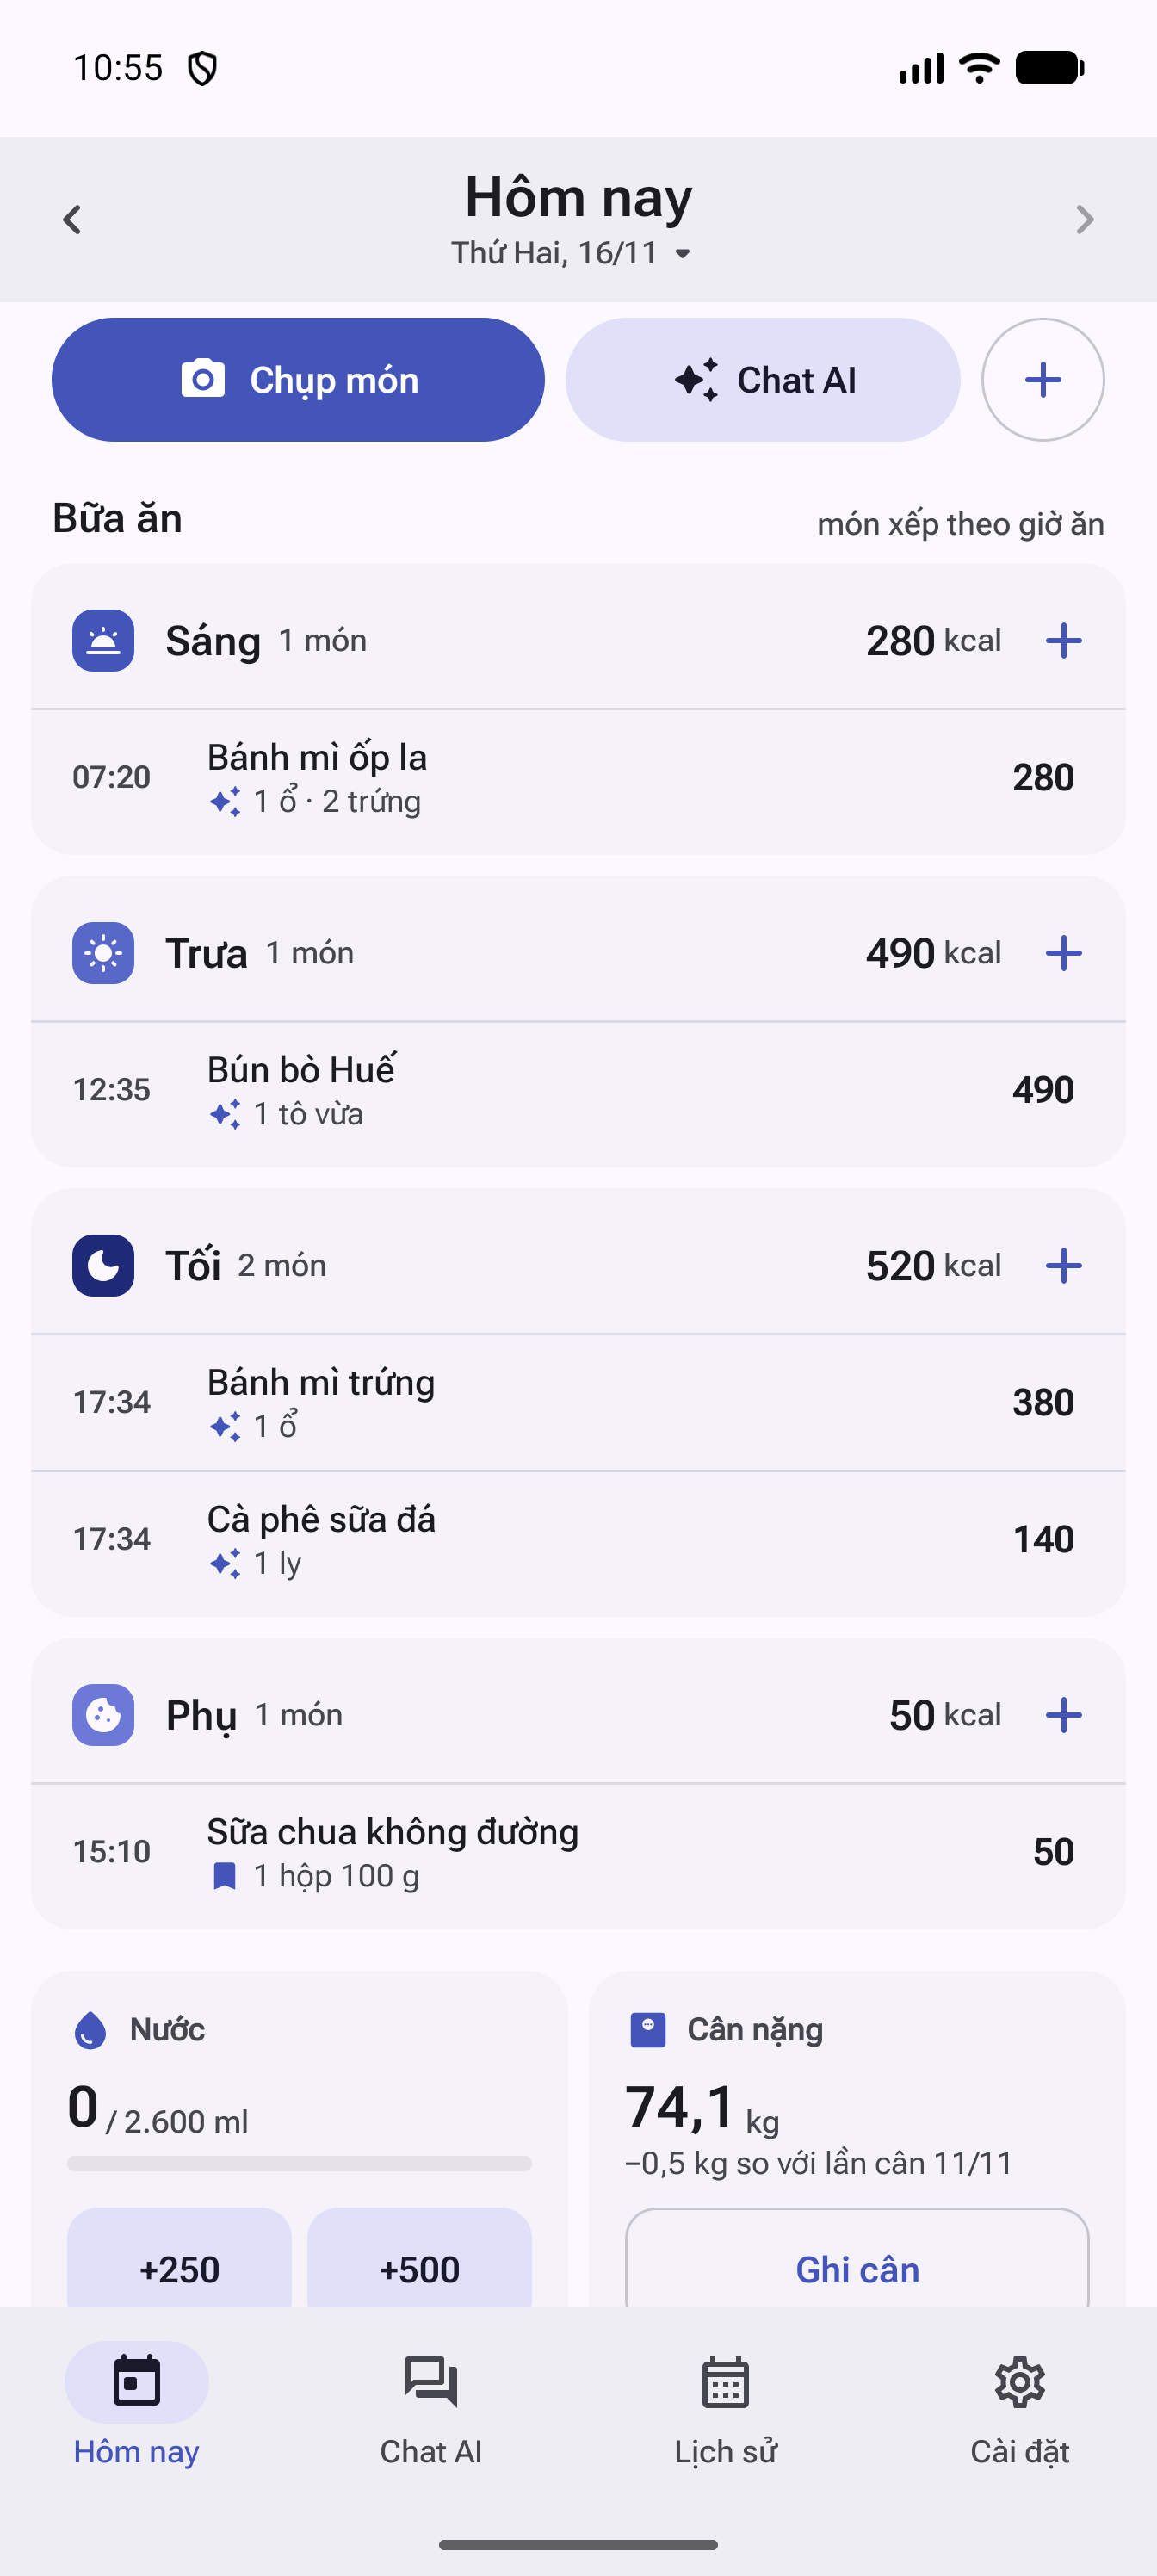 10:55
Hôm nay
Thứ Hai, 16/11
Chụp món
Chat AI
Bữa ăn
món xếp theo giờ ăn
Sáng 1 món 280 kcal
07:20 Bánh mì ốp la 280
1 ổ · 2 trứng
Trưa 1 món 490 kcal
12:35 Bún bò Huế 490
1 tô vừa
Tối 2 món 520 kcal
17:34 Bánh mì trứng 380
1 ổ
17:34 Cà phê sữa đá 140
1 ly
Phụ 1 món 50 kcal
15:10 Sữa chua không đường 50
1 hộp 100 g
Nước
0 / 2.600 ml
+250 +500
Cân nặng
74,1 kg
−0,5 kg so với lần cân 11/11
Ghi cân
Hôm nay
Chat AI
Lịch sử
Cài đặt